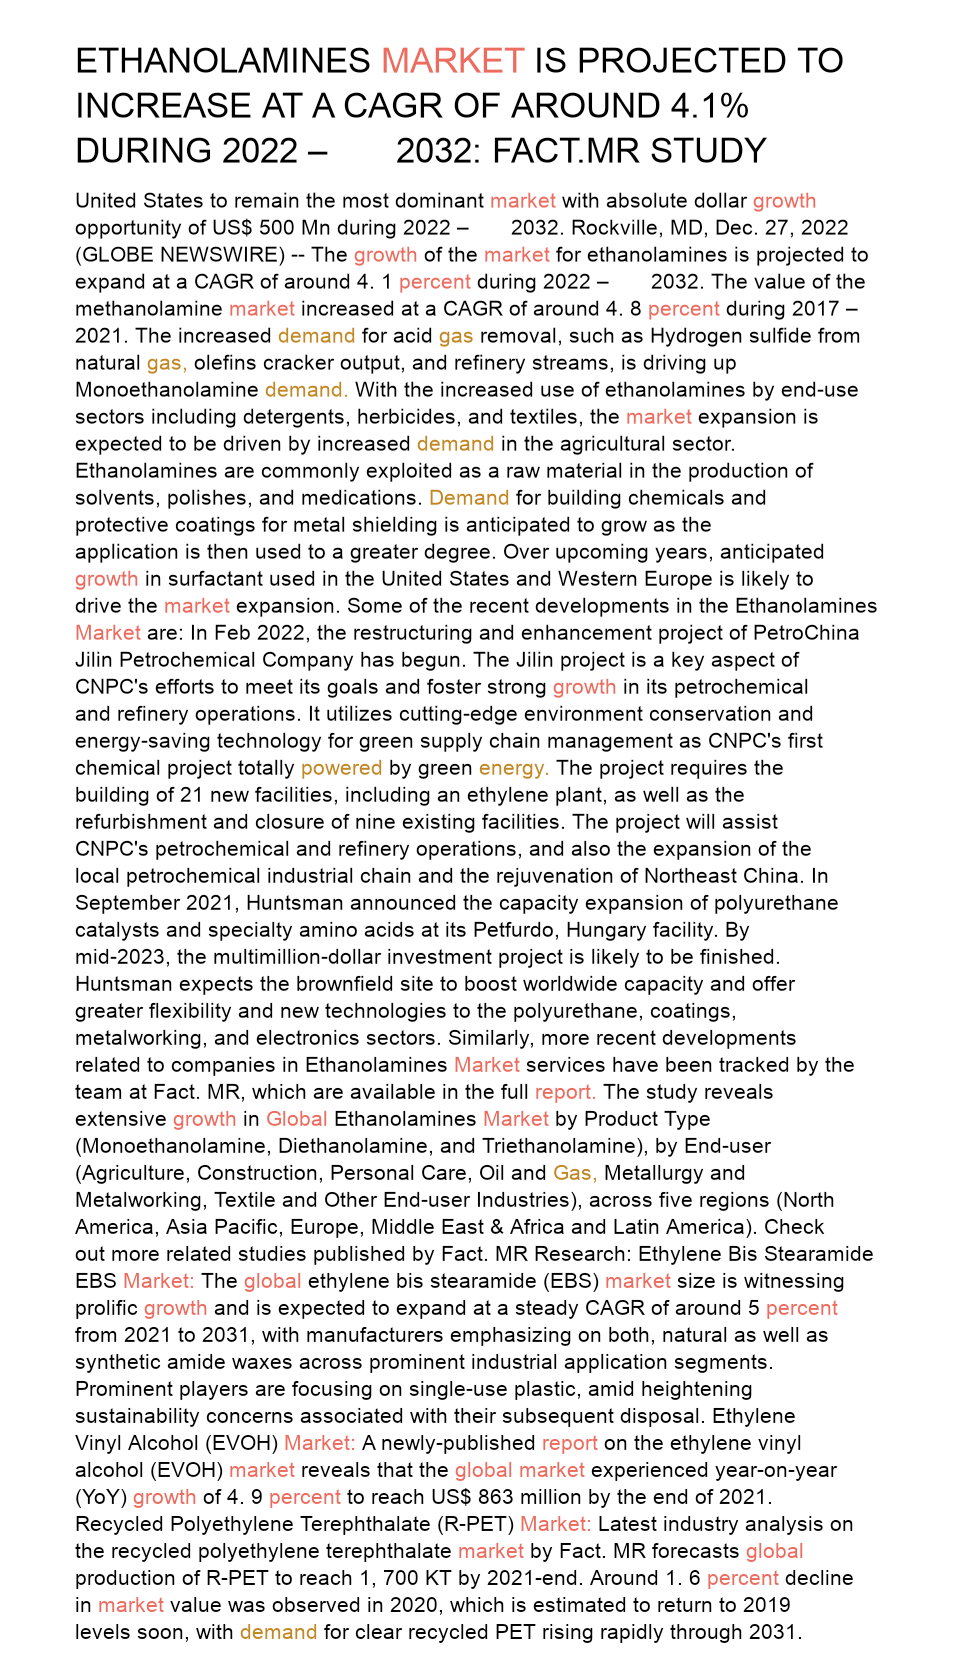 ETHANOLAMINES MARKET IS PROJECTED TO
INCREASE AT A CAGR OF AROUND 4.1%
DURING 2022 – 2032: FACT.MR STUDY
United States to remain the most dominant market with absolute dollar growth
opportunity of US$ 500 Mn during 2022 – 2032. Rockville, MD, Dec. 27, 2022
(GLOBE NEWSWIRE) -- The growth of the market for ethanolamines is projected to
expand at a CAGR of around 4. 1 percent during 2022 – 2032. The value of the
methanolamine market increased at a CAGR of around 4. 8 percent during 2017 –
2021. The increased demand for acid gas removal, such as Hydrogen sulfide from
natural gas, olefins cracker output, and refinery streams, is driving up
Monoethanolamine demand. With the increased use of ethanolamines by end-use
sectors including detergents, herbicides, and textiles, the market expansion is
expected to be driven by increased demand in the agricultural sector.
Ethanolamines are commonly exploited as a raw material in the production of
solvents, polishes, and medications. Demand for building chemicals and
protective coatings for metal shielding is anticipated to grow as the
application is then used to a greater degree. Over upcoming years, anticipated
growth in surfactant used in the United States and Western Europe is likely to
drive the market expansion. Some of the recent developments in the Ethanolamines
Market are: In Feb 2022, the restructuring and enhancement project of PetroChina
Jilin Petrochemical Company has begun. The Jilin project is a key aspect of
CNPC's efforts to meet its goals and foster strong growth in its petrochemical
and refinery operations. It utilizes cutting-edge environment conservation and
energy-saving technology for green supply chain management as CNPC's first
chemical project totally powered by green energy. The project requires the
building of 21 new facilities, including an ethylene plant, as well as the
refurbishment and closure of nine existing facilities. The project will assist
CNPC's petrochemical and refinery operations, and also the expansion of the
local petrochemical industrial chain and the rejuvenation of Northeast China. In
September 2021, Huntsman announced the capacity expansion of polyurethane
catalysts and specialty amino acids at its Petfurdo, Hungary facility. By
mid-2023, the multimillion-dollar investment project is likely to be finished.
Huntsman expects the brownfield site to boost worldwide capacity and offer
greater flexibility and new technologies to the polyurethane, coatings,
metalworking, and electronics sectors. Similarly, more recent developments
related to companies in Ethanolamines Market services have been tracked by the
team at Fact. MR, which are available in the full report. The study reveals
extensive growth in Global Ethanolamines Market by Product Type
(Monoethanolamine, Diethanolamine, and Triethanolamine), by End-user
(Agriculture, Construction, Personal Care, Oil and Gas, Metallurgy and
Metalworking, Textile and Other End-user Industries), across five regions (North
America, Asia Pacific, Europe, Middle East & Africa and Latin America). Check
out more related studies published by Fact. MR Research: Ethylene Bis Stearamide
EBS Market: The global ethylene bis stearamide (EBS) market size is witnessing
prolific growth and is expected to expand at a steady CAGR of around 5 percent
from 2021 to 2031, with manufacturers emphasizing on both, natural as well as
synthetic amide waxes across prominent industrial application segments.
Prominent players are focusing on single-use plastic, amid heightening
sustainability concerns associated with their subsequent disposal. Ethylene
Vinyl Alcohol (EVOH) Market: A newly-published report on the ethylene vinyl
alcohol (EVOH) market reveals that the global market experienced year-on-year
(YoY) growth of 4. 9 percent to reach US$ 863 million by the end of 2021.
Recycled Polyethylene Terephthalate (R-PET) Market: Latest industry analysis on
the recycled polyethylene terephthalate market by Fact. MR forecasts global
production of R-PET to reach 1, 700 KT by 2021-end. Around 1. 6 percent decline
in market value was observed in 2020, which is estimated to return to 2019
levels soon, with demand for clear recycled PET rising rapidly through 2031.